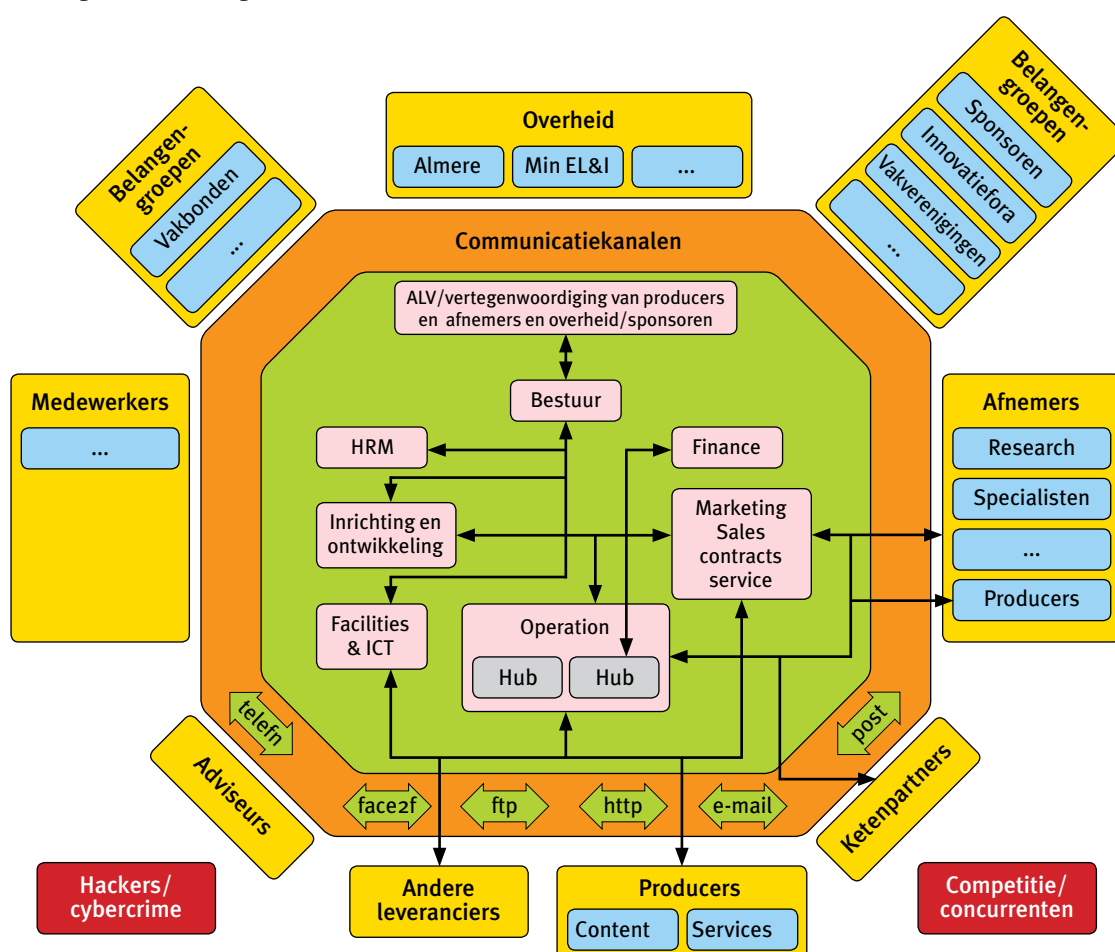 Overheid
Almere
Min EL&I
...
Belangen-
groepen
Vakbonden
...
Belangen-
groepen
Sponsoren
Innovatiefora
Vakverenigingen
...
Communicatiekanalen
ALV/vertegenwoordiging van producers
en afnemers en overheid/sponsoren
Bestuur
HRM
Finance
Inrichting en
ontwikkeling
Marketing
Sales
contracts
service
Facilities
& ICT
Operation
Hub
Hub
Medewerkers
...
Afnemers
Research
Specialisten
...
Producers
telefn
face2f
ftp
http
e-mail
post
Adviseurs
Ketenpartners
Hackers/
cybercrime
Andere
leveranciers
Producers
Content
Services
Competitie/
concurrenten